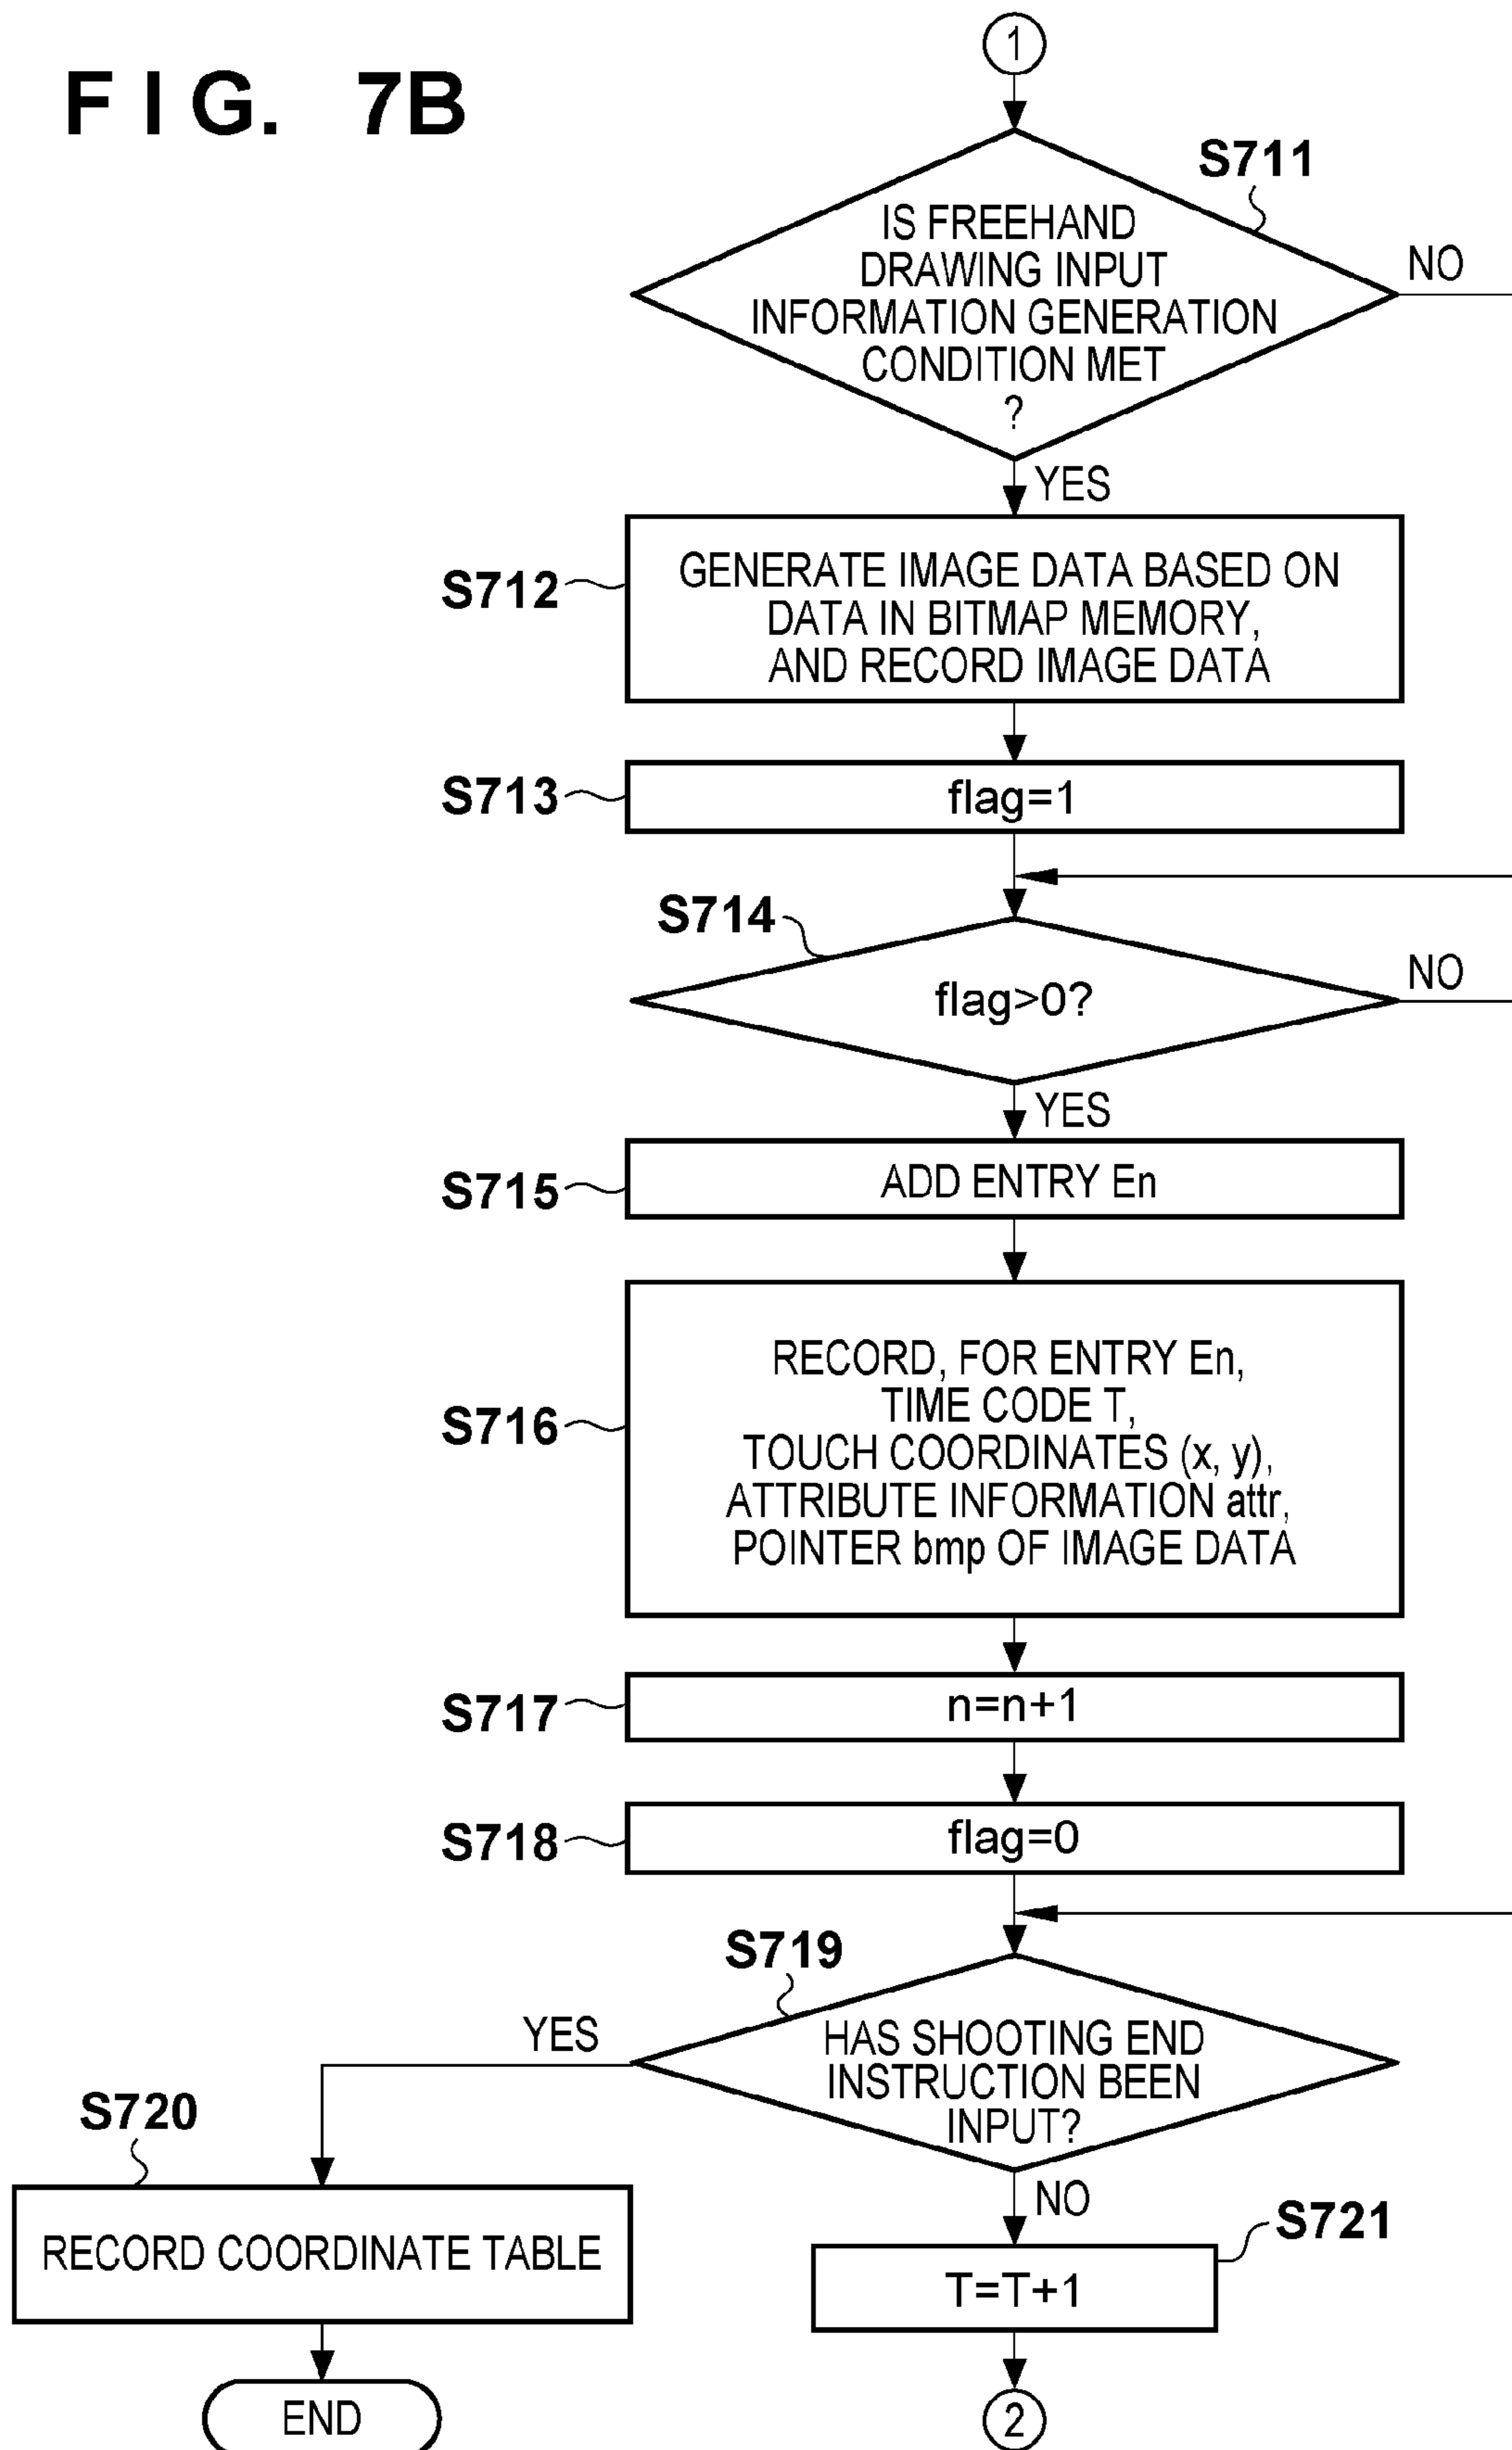 FIG. 7B
1
S711
IS FREEHAND
DRAWING INPUT
INFORMATION GENERATION
CONDITION MET
?
NO
YES
S712
GENERATE IMAGE DATA BASED ON
DATA IN BITMAP MEMORY,
AND RECORD IMAGE DATA
S713
flag=1
S714
flag>0?
NO
YES
S715
ADD ENTRY En
S716
RECORD, FOR ENTRY En,
TIME CODE T,
TOUCH COORDINATES (x, y),
ATTRIBUTE INFORMATION attr,
POINTER bmp OF IMAGE DATA
S717
n=n+1
S718
flag=0
S719
HAS SHOOTING END
INSTRUCTION BEEN
INPUT?
YES
NO
S720
RECORD COORDINATE TABLE
END
S721
T=T+1
2